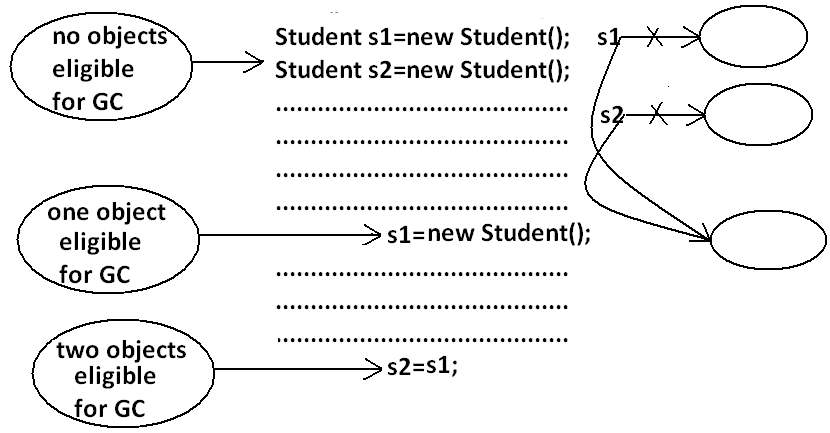 no objects
eligible
for GC
Student s1=new Student();
Student s2=new Student();
......................................................
......................................................
......................................................
......................................................
one object
eligible
for GC
s1=new Student();
......................................................
......................................................
......................................................
two objects
eligible
for GC
s2=s1;
s1
s2